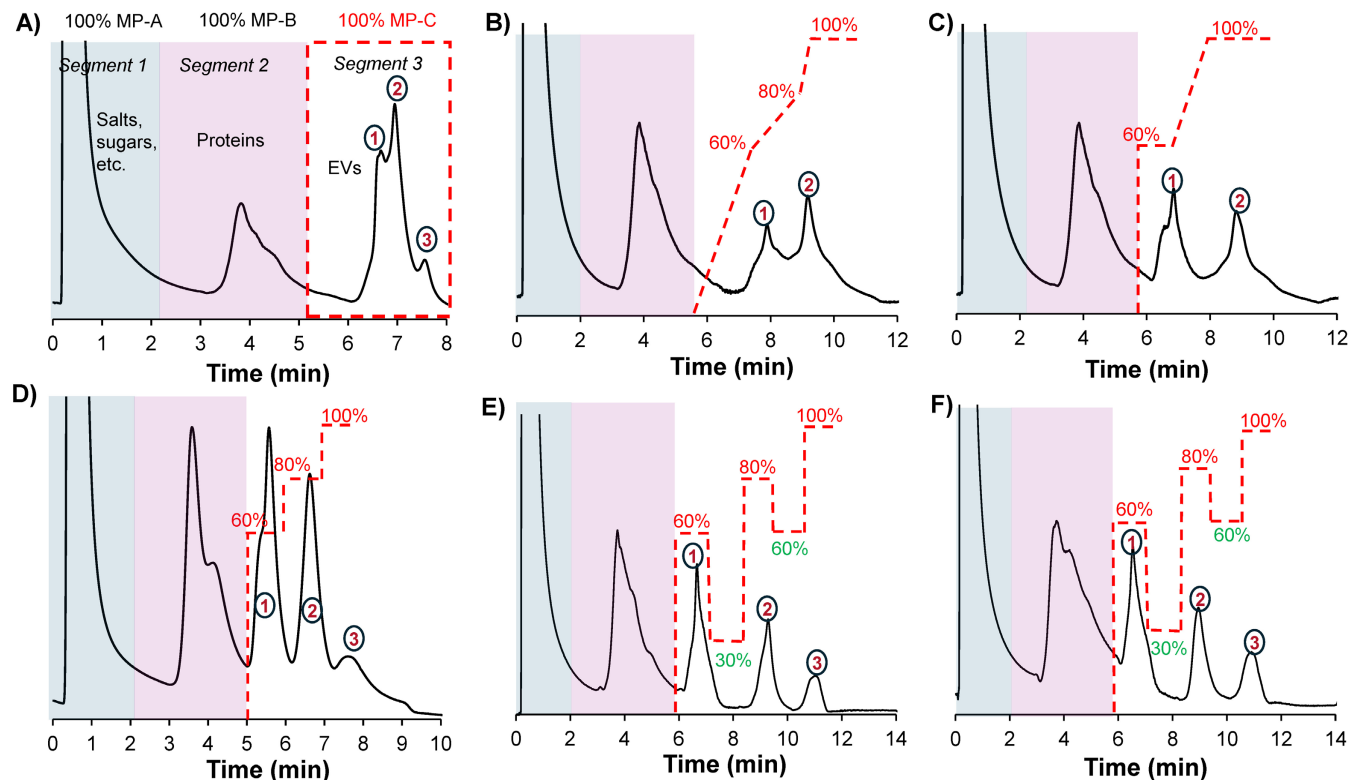 A)
100% MP-A 100% MP-B 100% MP-C
Segment 1 Segment 2 Segment 3
Salts,
sugars,
etc.
Proteins
EVs
1
2
3
0 1 2 3 4 5 6 7 8
Time (min)
B)
60%
80%
100%
1
2
0 2 4 6 8 10 12
Time (min)
C)
60%
100%
1
2
0 2 4 6 8 10 12
Time (min)
D)
60%
80%
100%
1
2
3
0 1 2 3 4 5 6 7 8 9 10
Time (min)
E)
60%
30%
80%
60%
100%
1
2
3
0 2 4 6 8 10 12 14
Time (min)
F)
60%
30%
80%
60%
100%
1
2
3
0 2 4 6 8 10 12 14
Time (min)